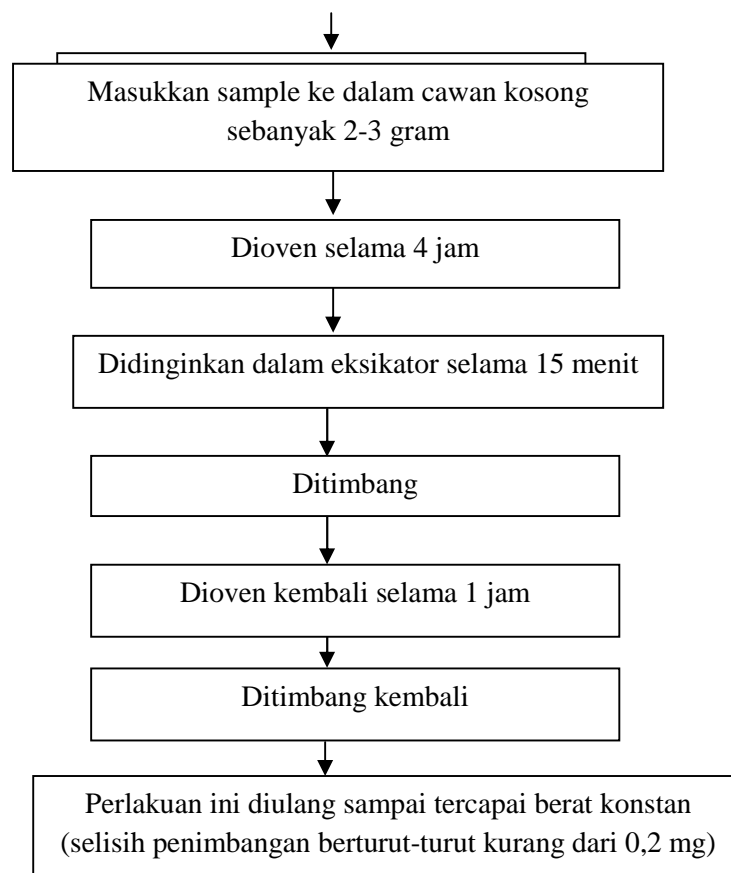 Masukkan sample ke dalam cawan kosong
sebanyak 2-3 gram
Dioven selama 4 jam
Didinginkan dalam eksikator selama 15 menit
Ditimbang
Dioven kembali selama 1 jam
Ditimbang kembali
Perlakuan ini diulang sampai tercapai berat konstan
(selisih penimbangan berturut-turut kurang dari 0,2 mg)